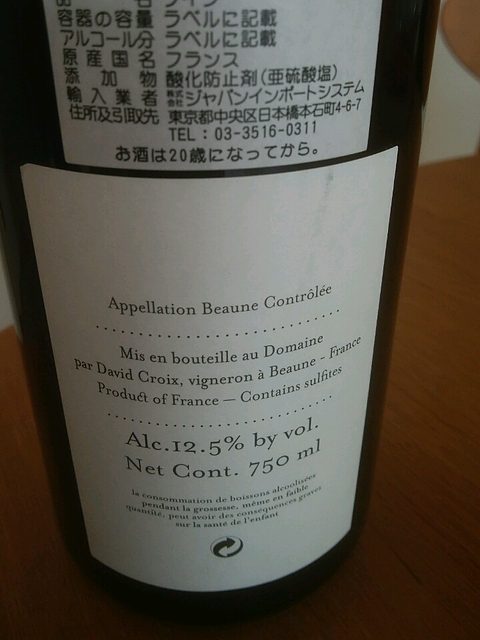 容器の容量 ラベルに記載
アルコール分 ラベルに記載
原産国名 フランス
添加物 酸化防止剤(亜硫酸塩)
輸入業者 株式会社ジャパンインポートシステム
住所及引取先 東京都中央区日本橋本石町4-6-7
TEL:03-3516-0311
お酒は20歳になってから。
Appellation Beaune Contrôlée
Mis en bouteille au Domaine
par David Croix, vigneron à Beaune - France
Product of France — Contains sulfites
Alc.12.5% by vol.
Net Cont. 750 ml
la consommation de boissons alcoolisées
pendant la grossesse, même en faible
quantité, peut avoir des conséquences graves
sur la santé de l'enfant